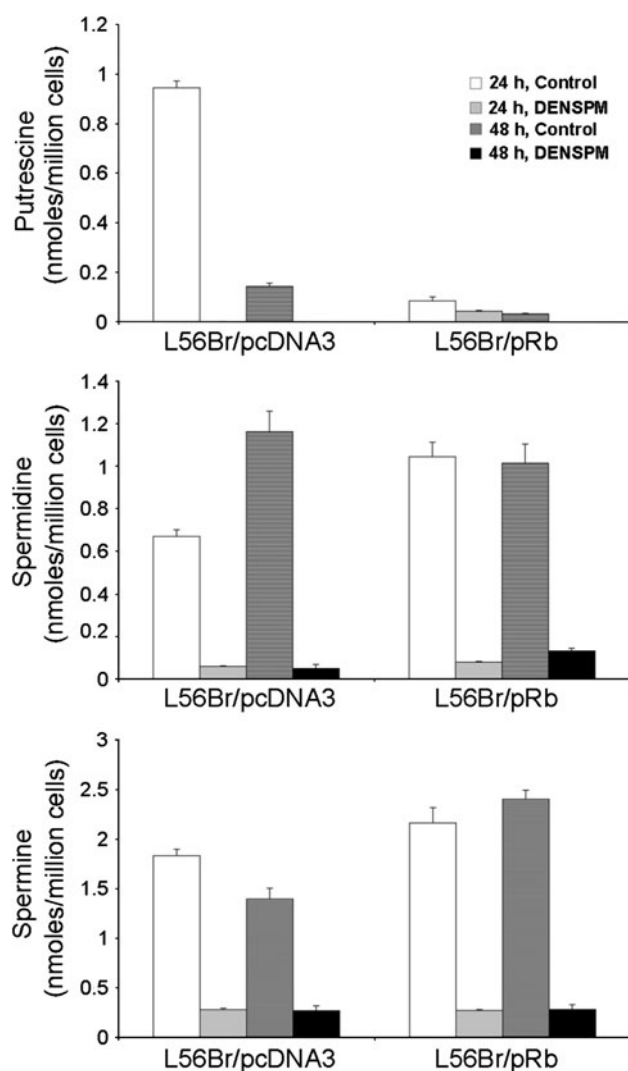 Putrescine
(nmoles/million cells)
1.2
1
0.8
0.6
0.4
0.2
0
24 h, Control
24 h, DENSPM
48 h, Control
48 h, DENSPM
L56Br/pcDNA3
L56Br/pRb
Spermidine
(nmoles/million cells)
1.4
1.2
1
0.8
0.6
0.4
0.2
0
L56Br/pcDNA3
L56Br/pRb
Spermine
(nmoles/million cells)
3
2.5
2
1.5
1
0.5
0
L56Br/pcDNA3
L56Br/pRb